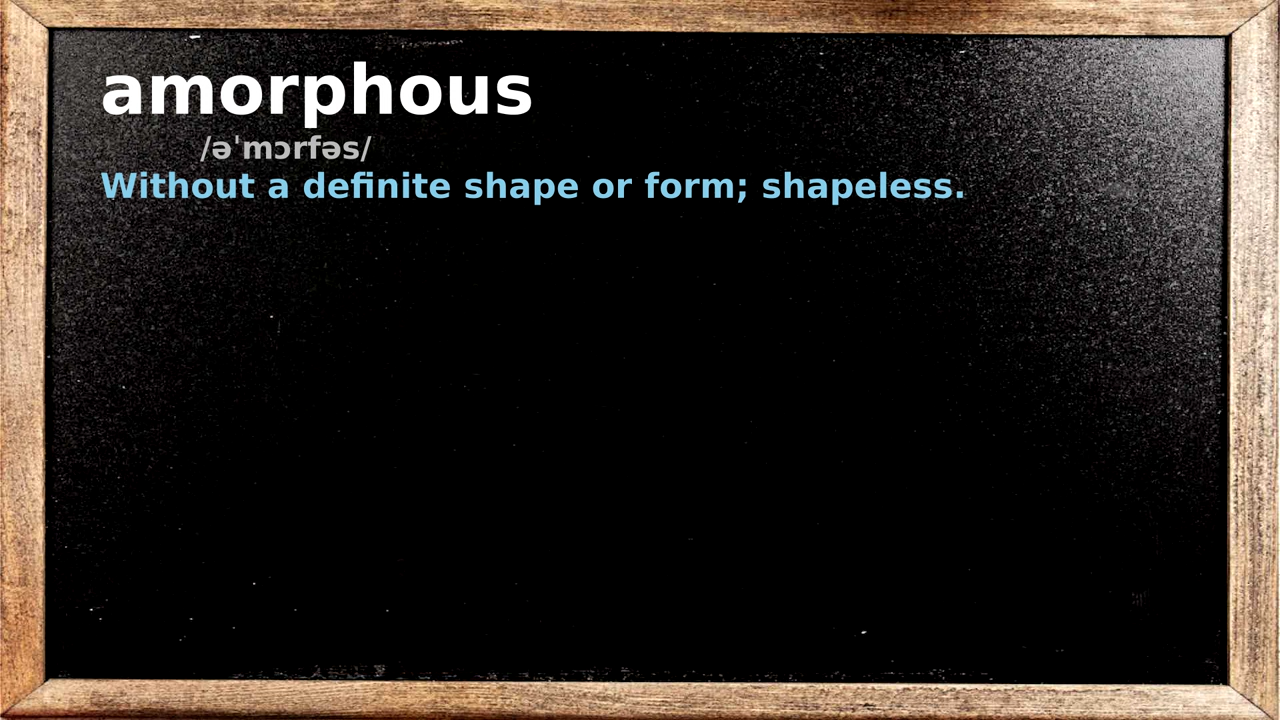 amorphous
/əˈmɔrfəs/
Without a definite shape or form; shapeless.